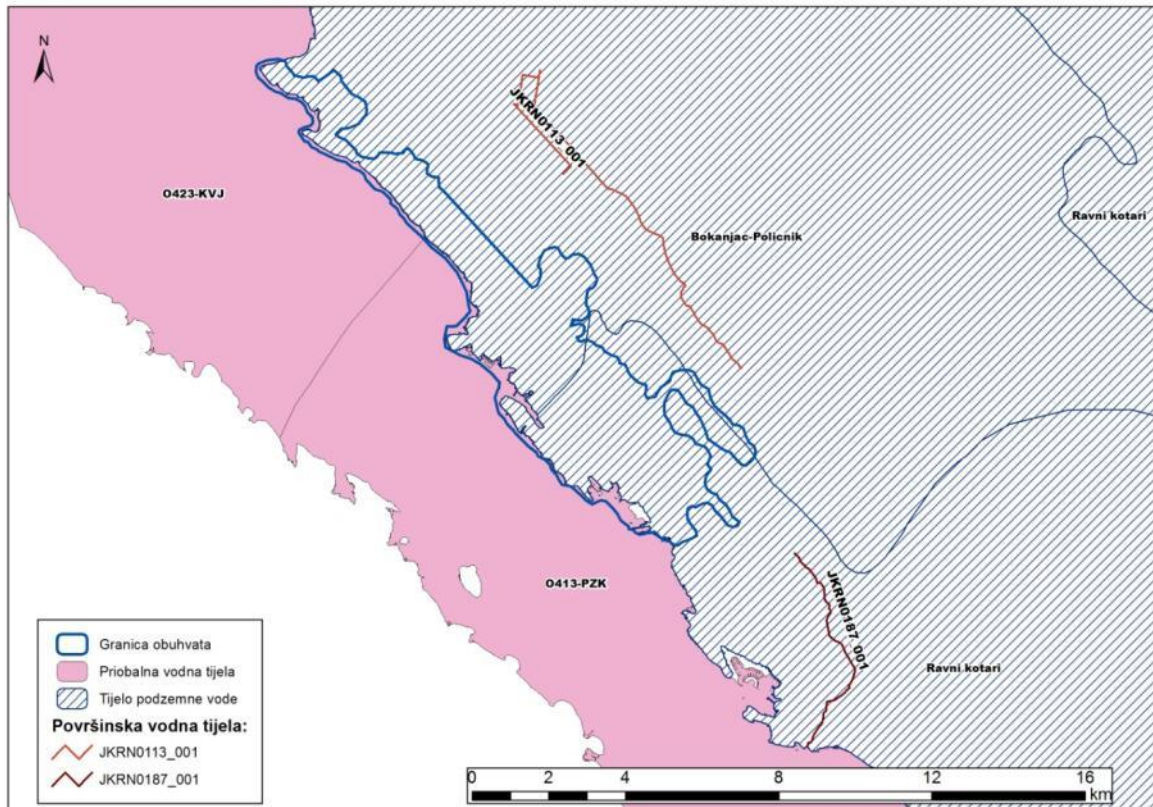 N
JKRN0113_001
O423-KVJ
Ravni kotari
Bokanjac-Policnik
O413-PZK
JKRN0187_001
Ravni kotari
Granica obuhvata
Priobalna vodna tijela
Tijelo podzemne vode
Površinska vodna tijela:
JKRN0113_001
JKRN0187_001
0 2 4 8 12 16
km